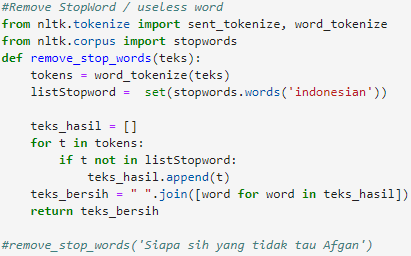 #Remove StopWord / useless word
from nltk.tokenize import sent_tokenize, word_tokenize
from nltk.corpus import stopwords
def remove_stop_words(teks):
    tokens = word_tokenize(teks)
    listStopword =  set(stopwords.words('indonesian'))

    teks_hasil = []
    for t in tokens:
        if t not in listStopword:
            teks_hasil.append(t)
    teks_bersih = " ".join([word for word in teks_hasil])
    return teks_bersih

#remove_stop_words('Siapa sih yang tidak tau Afgan')